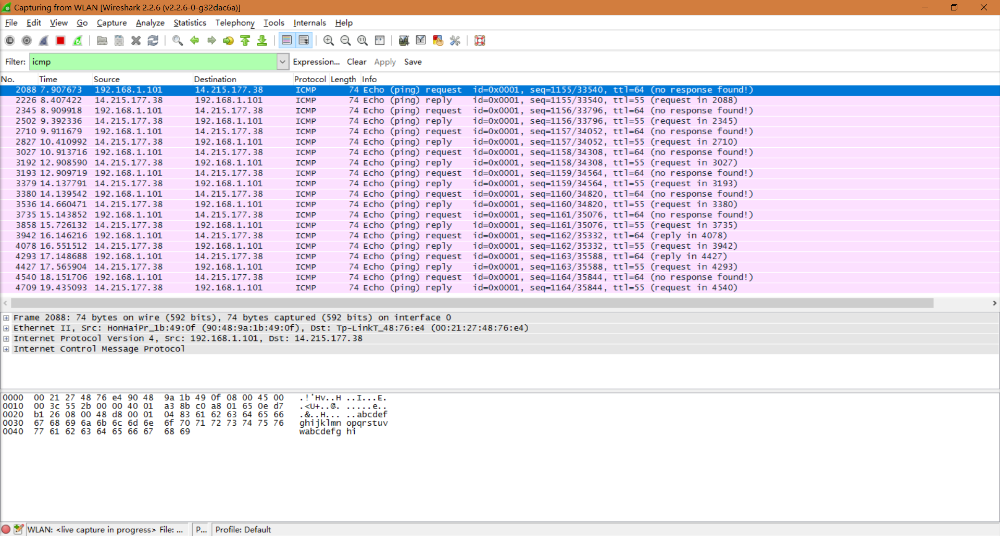 Capturing from WLAN [Wireshark 2.2.6 (v2.2.6-0-g32dac6a)]
File Edit View Go Capture Analyze Statistics Telephony Tools Internals Help
Filter: icmp Expression... Clear Apply Save
No. Time Source Destination Protocol Length Info
2088 7.907673 192.168.1.101 14.215.177.38 ICMP 74 Echo (ping) request id=0x0001, seq=1155/33540, ttl=64 (no response found!)
2226 8.407422 14.215.177.38 192.168.1.101 ICMP 74 Echo (ping) reply id=0x0001, seq=1155/33540, ttl=55 (request in 2088)
2345 8.909918 192.168.1.101 14.215.177.38 ICMP 74 Echo (ping) request id=0x0001, seq=1156/33796, ttl=64 (no response found!)
2502 9.392336 14.215.177.38 192.168.1.101 ICMP 74 Echo (ping) reply id=0x0001, seq=1156/33796, ttl=55 (request in 2345)
2710 9.911679 192.168.1.101 14.215.177.38 ICMP 74 Echo (ping) request id=0x0001, seq=1157/34052, ttl=64 (no response found!)
2827 10.410992 14.215.177.38 192.168.1.101 ICMP 74 Echo (ping) reply id=0x0001, seq=1157/34052, ttl=55 (request in 2710)
3027 10.913716 192.168.1.101 14.215.177.38 ICMP 74 Echo (ping) request id=0x0001, seq=1158/34308, ttl=64 (no response found!)
3192 12.908590 14.215.177.38 192.168.1.101 ICMP 74 Echo (ping) reply id=0x0001, seq=1158/34308, ttl=55 (request in 3027)
3193 12.909719 192.168.1.101 14.215.177.38 ICMP 74 Echo (ping) request id=0x0001, seq=1159/34564, ttl=64 (no response found!)
3379 14.137791 14.215.177.38 192.168.1.101 ICMP 74 Echo (ping) reply id=0x0001, seq=1159/34564, ttl=55 (request in 3193)
3380 14.139542 192.168.1.101 14.215.177.38 ICMP 74 Echo (ping) request id=0x0001, seq=1160/34820, ttl=64 (no response found!)
3536 14.660471 14.215.177.38 192.168.1.101 ICMP 74 Echo (ping) reply id=0x0001, seq=1160/34820, ttl=55 (request in 3380)
3735 15.143852 192.168.1.101 14.215.177.38 ICMP 74 Echo (ping) request id=0x0001, seq=1161/35076, ttl=64 (no response found!)
3858 15.726132 14.215.177.38 192.168.1.101 ICMP 74 Echo (ping) reply id=0x0001, seq=1161/35076, ttl=55 (request in 3735)
3942 16.146216 192.168.1.101 14.215.177.38 ICMP 74 Echo (ping) request id=0x0001, seq=1162/35332, ttl=64 (reply in 4078)
4078 16.551512 14.215.177.38 192.168.1.101 ICMP 74 Echo (ping) reply id=0x0001, seq=1162/35332, ttl=55 (request in 3942)
4293 17.148688 192.168.1.101 14.215.177.38 ICMP 74 Echo (ping) request id=0x0001, seq=1163/35588, ttl=64 (reply in 4427)
4427 17.565904 14.215.177.38 192.168.1.101 ICMP 74 Echo (ping) reply id=0x0001, seq=1163/35588, ttl=55 (request in 4293)
4540 18.151706 192.168.1.101 14.215.177.38 ICMP 74 Echo (ping) request id=0x0001, seq=1164/35844, ttl=64 (no response found!)
4709 19.435093 14.215.177.38 192.168.1.101 ICMP 74 Echo (ping) reply id=0x0001, seq=1164/35844, ttl=55 (request in 4540)
Frame 2088: 74 bytes on wire (592 bits), 74 bytes captured (592 bits) on interface 0
Ethernet II, Src: HonHaiPr_1b:49:0f (90:48:9a:1b:49:0f), Dst: Tp-LinkT_48:76:e4 (00:21:27:48:76:e4)
Internet Protocol Version 4, Src: 192.168.1.101, Dst: 14.215.177.38
Internet Control Message Protocol
0000 00 21 27 48 76 e4 90 48 9a 1b 49 0f 08 00 45 00 .!'Hv..H ..I...E.
0010 00 3c 55 2b 00 00 40 01 a3 8b c0 a8 01 65 0e d7 .<U+..@. .....e..
0020 b1 26 08 00 48 d8 00 01 04 83 61 62 63 64 65 66 .&..H... ..abcdef
0030 67 68 69 6a 6b 6c 6d 6e 6f 70 71 72 73 74 75 76 ghijklmn opqrstuv
0040 77 61 62 63 64 65 66 67 68 69 wabcdefg hi
WLAN: <live capture in progress> File: ... P... Profile: Default